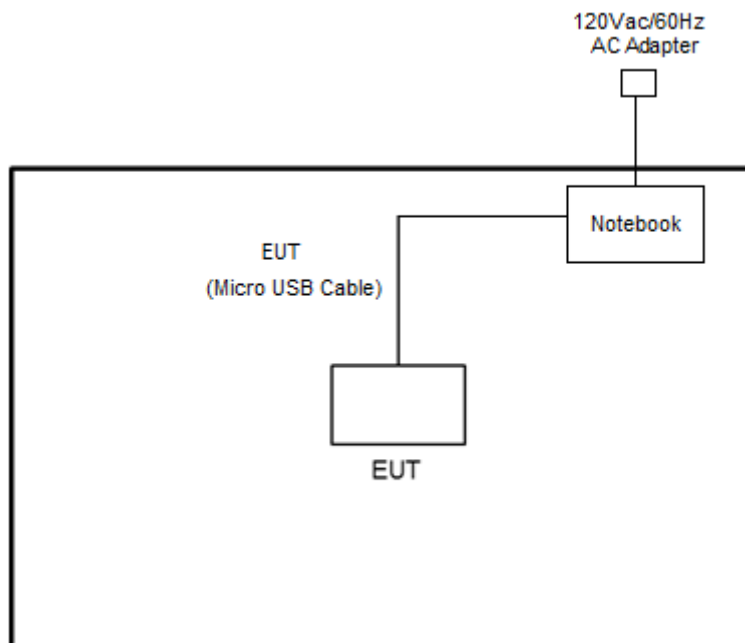 120Vac/60Hz
AC Adapter
Notebook
EUT
(Micro USB Cable)
EUT